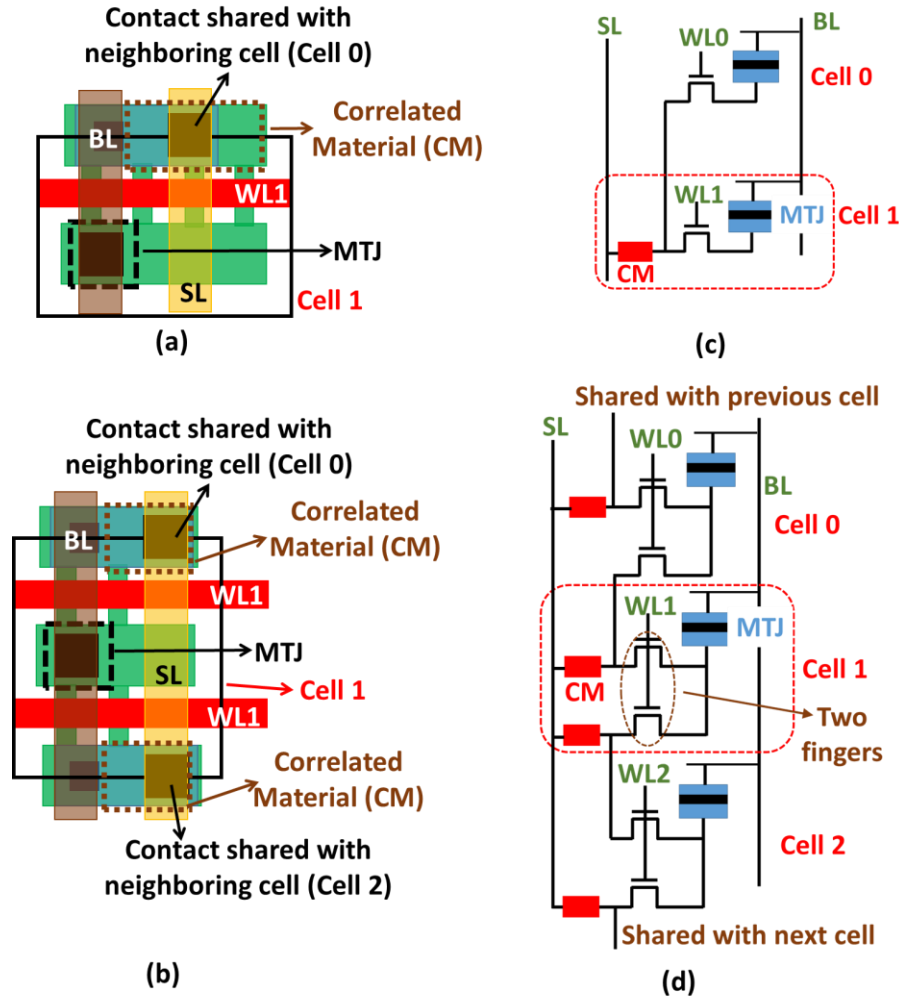 Contact shared with
neighboring cell (Cell 0)
Correlated
Material (CM)
BL
WL1
MTJ
SL
Cell 1
(a)
SL
BL
WL0
Cell 0
WL1
MTJ
Cell 1
CM
(c)
Contact shared with
neighboring cell (Cell 0)
Correlated
Material (CM)
BL
WL1
MTJ
SL
Cell 1
WL1
Correlated
Material (CM)
Contact shared with
neighboring cell (Cell 2)
(b)
Shared with previous cell
SL
WL0
BL
Cell 0
WL1
MTJ
Cell 1
CM
Two
fingers
WL2
Cell 2
Shared with next cell
(d)